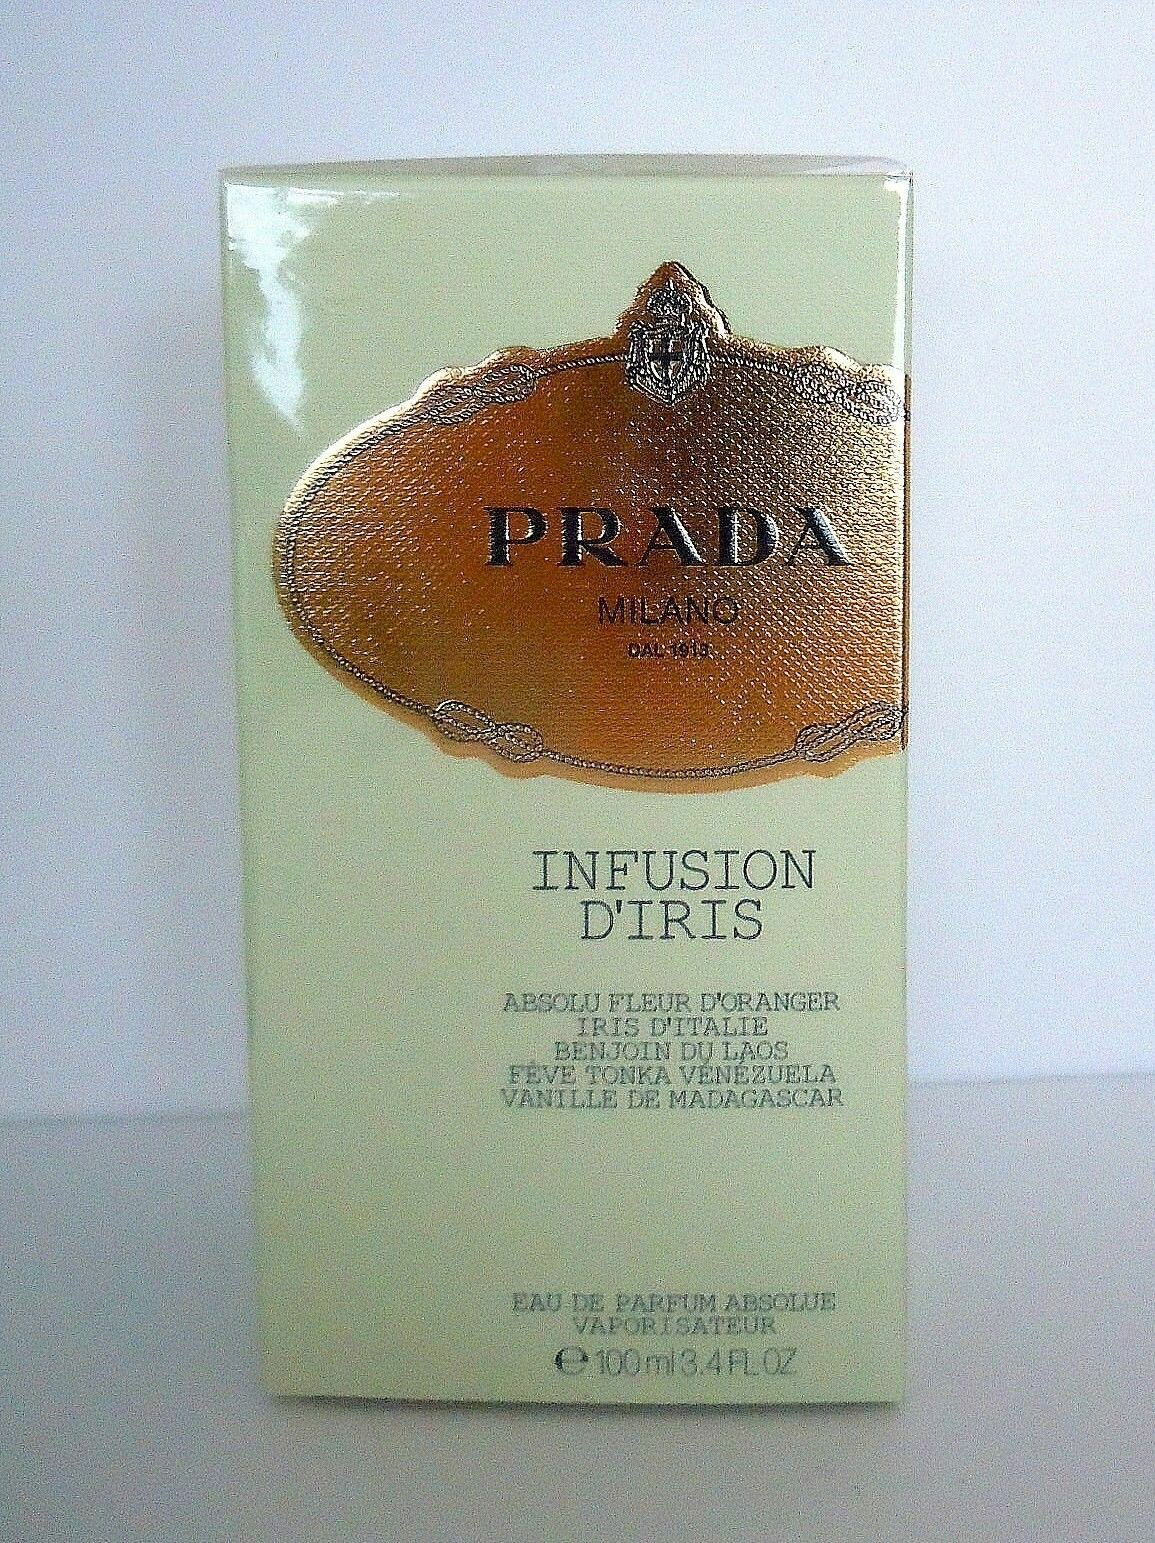 PRADA
MILANO
DAL 1913
INFUSION
D'IRIS
ABSOLU FLEUR D'ORANGER
IRIS D'ITALIE
BENJOIN DU LAOS
FÈVE TONKA VÉNÉZUELA
VANILLE DE MADAGASCAR
EAU DE PARFUM ABSOLUE
VAPORISATEUR
℮ 100 ml 3.4 FL OZ